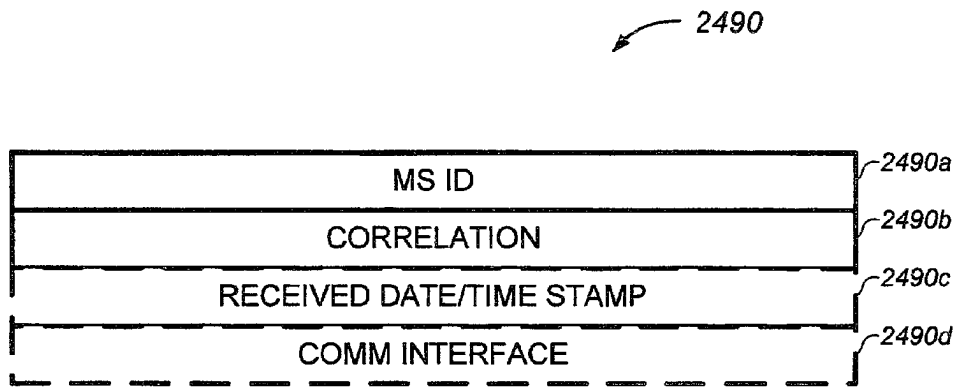 2490
MS ID
2490a
CORRELATION
2490b
RECEIVED DATE/TIME STAMP
2490c
COMM INTERFACE
2490d